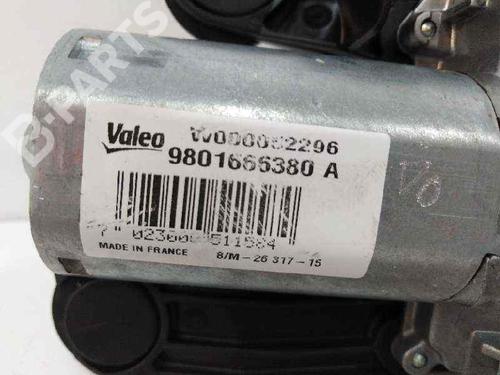 Valeo W000052296
9801666380 A
MADE IN FRANCE 8/M - 26 317 - 15
B-PARTS